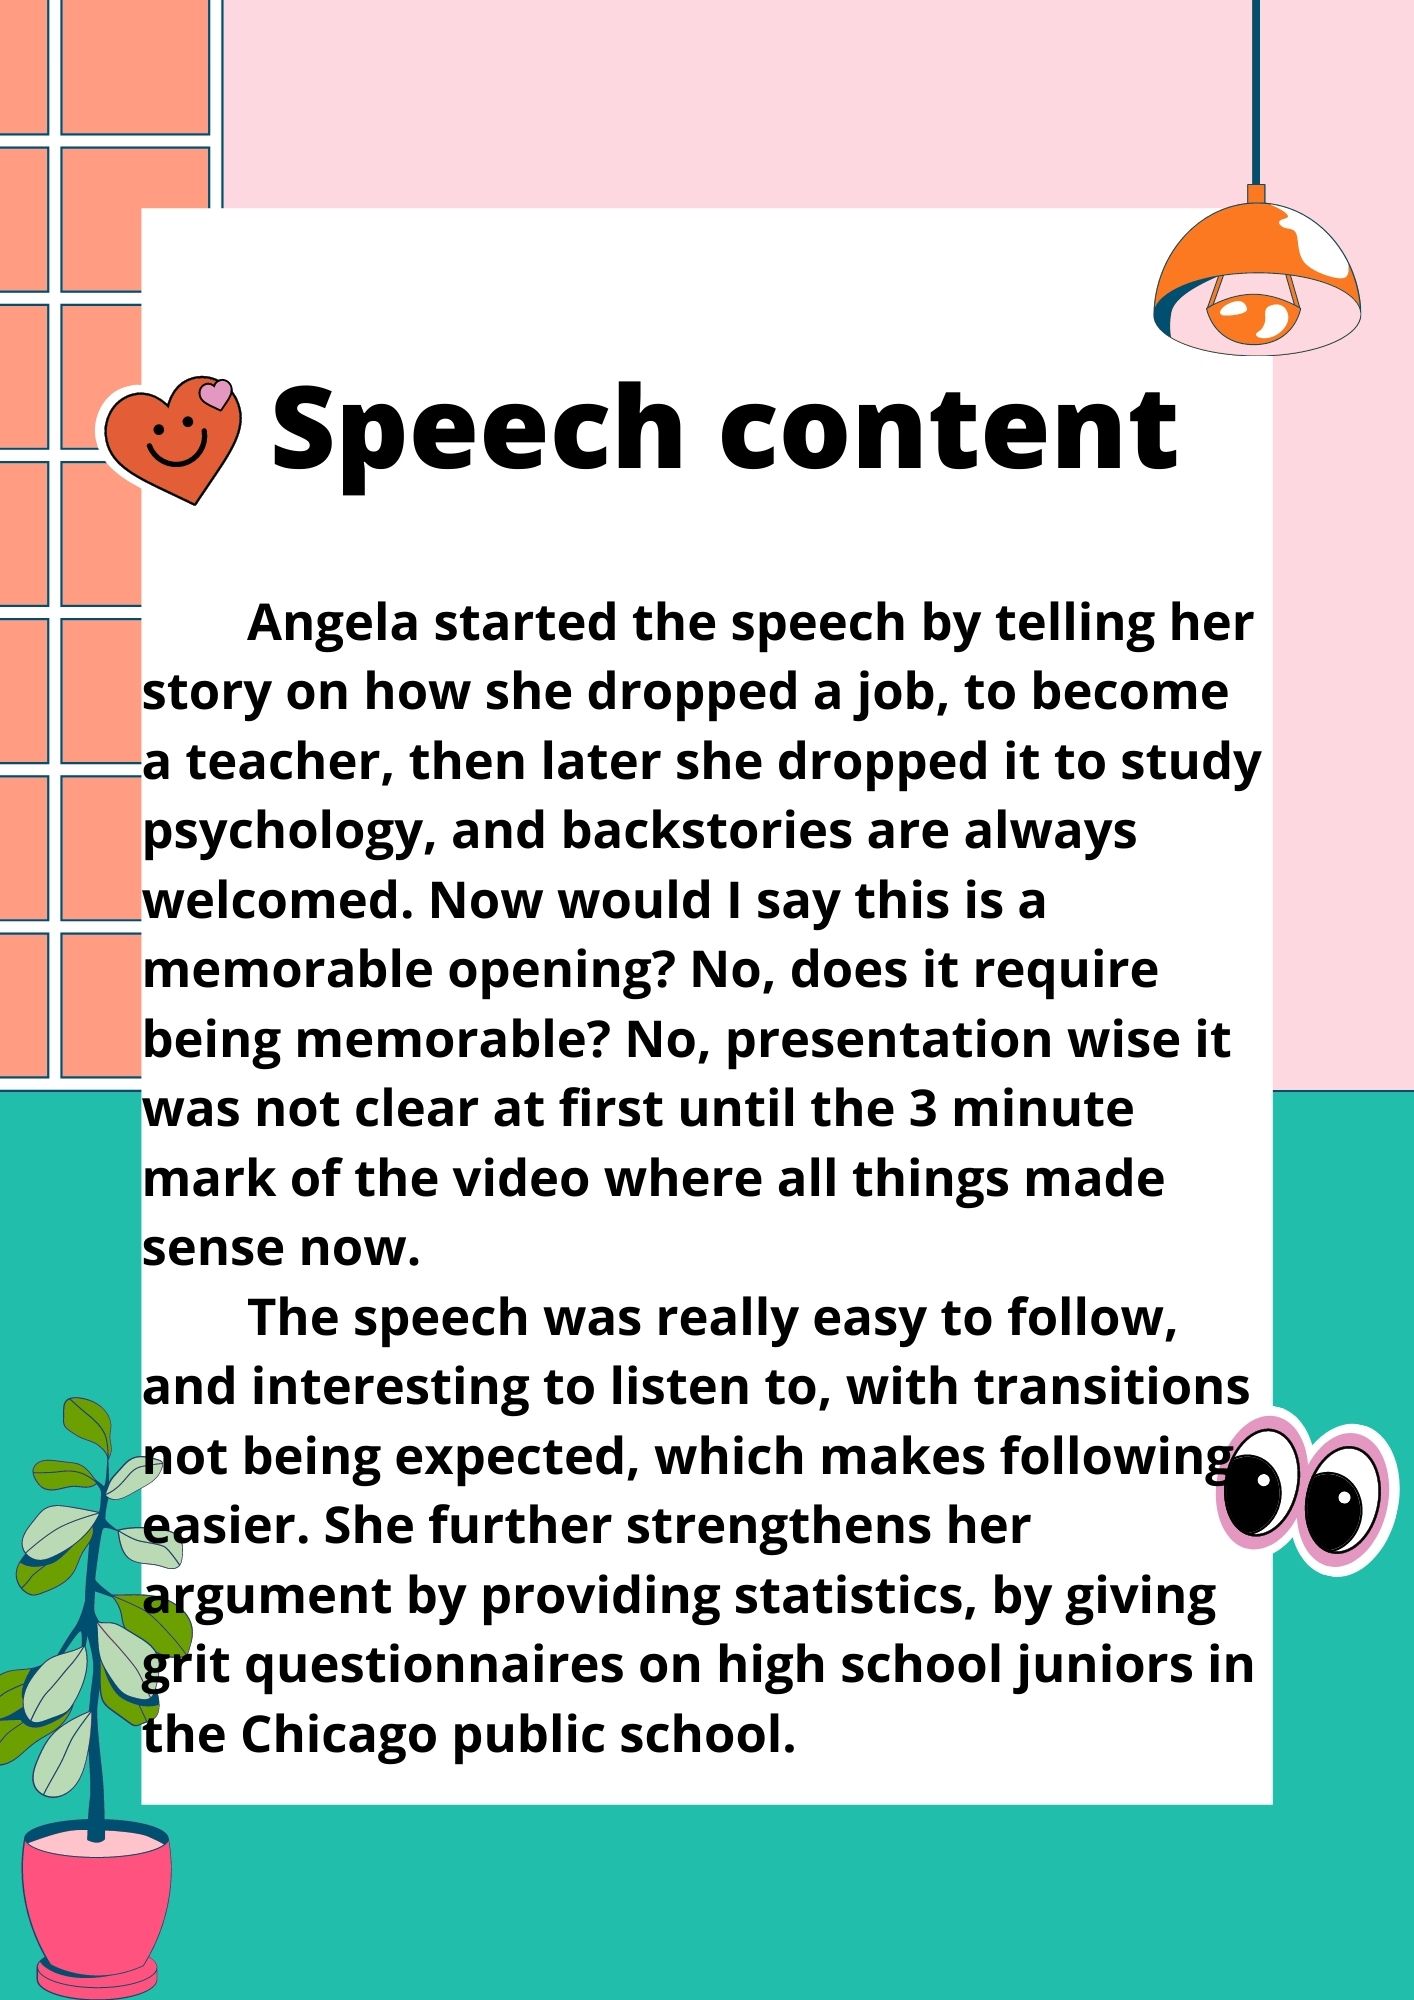 Speech content
Angela started the speech by telling her
story on how she dropped a job, to become
a teacher, then later she dropped it to study
psychology, and backstories are always
welcomed. Now would I say this is a
memorable opening? No, does it require
being memorable? No, presentation wise it
was not clear at first until the 3 minute
mark of the video where all things made
sense now.
The speech was really easy to follow,
and interesting to listen to, with transitions
not being expected, which makes following
easier. She further strengthens her
argument by providing statistics, by giving
grit questionnaires on high school juniors in
the Chicago public school.